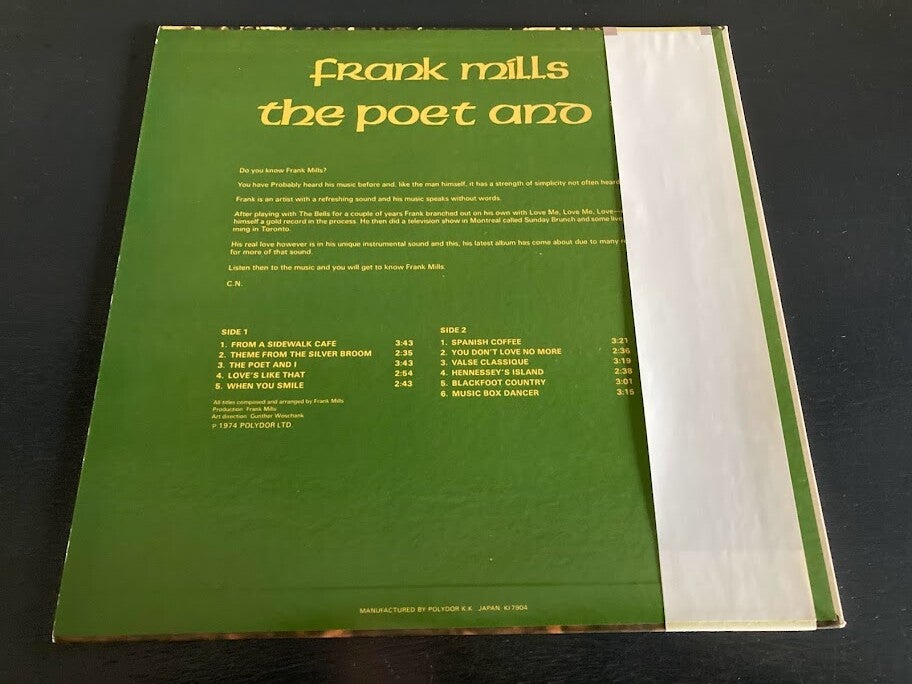 frank mills
the poet and
Do you know Frank Mills?
You have Probably heard his music before and, like the man himself, it has a strength of simplicity not often heard
Frank is an artist with a refreshing sound and his music speaks without words.
After playing with The Bells for a couple of years Frank branched out on his own with Love Me, Love Me, Love—
himself a gold record in the process. He then did a television show in Montreal called Sunday Brunch and some live
ming in Toronto.
His real love however is in his unique instrumental sound and this, his latest album has come about due to many
for more of that sound.
Listen then to the music and you will get to know Frank Mills.
C.N.
SIDE 1
1. FROM A SIDEWALK CAFE 3:43
2. THEME FROM THE SILVER BROOM 2:35
3. THE POET AND I 3:43
4. LOVE'S LIKE THAT 2:54
5. WHEN YOU SMILE 2:43
SIDE 2
1. SPANISH COFFEE 3:21
2. YOU DON'T LOVE NO MORE 2:36
3. VALSE CLASSIQUE 3:19
4. HENNESSEY'S ISLAND 2:38
5. BLACKFOOT COUNTRY 3:01
6. MUSIC BOX DANCER 3:15
All titles composed and arranged by Frank Mills
Production Frank Mills
Art direction Gunther Woschank
P 1974 POLYDOR LTD.
MANUFACTURED BY POLYDOR K.K. JAPAN KI 7904